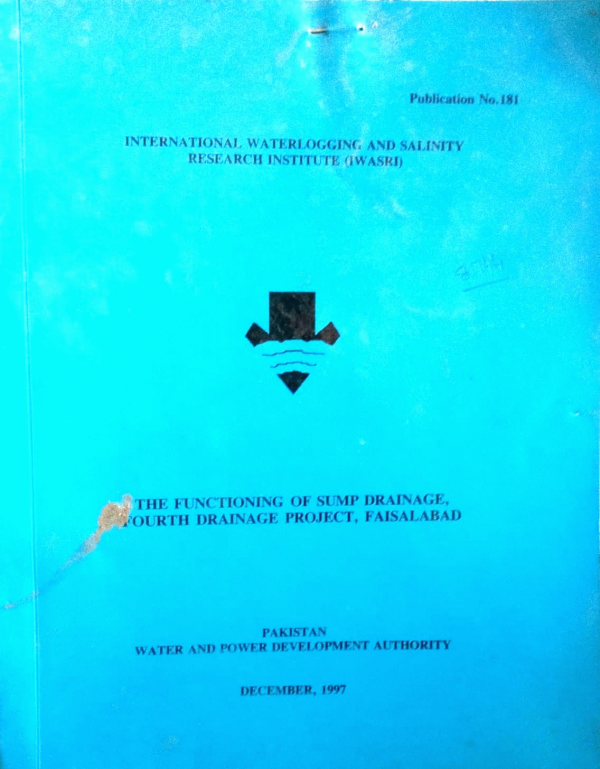 Publication No.181
INTERNATIONAL WATERLOGGING AND SALINITY
RESEARCH INSTITUTE (IWASRI)
THE FUNCTIONING OF SUMP DRAINAGE,
FOURTH DRAINAGE PROJECT, FAISALABAD
PAKISTAN
WATER AND POWER DEVELOPMENT AUTHORITY
DECEMBER, 1997